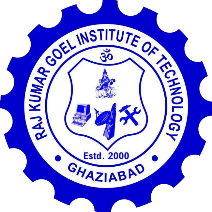 RAJ KUMAR GOEL INSTITUTE OF TECHNOLOGY
ॐ
Estd. 2000
GHAZIABAD